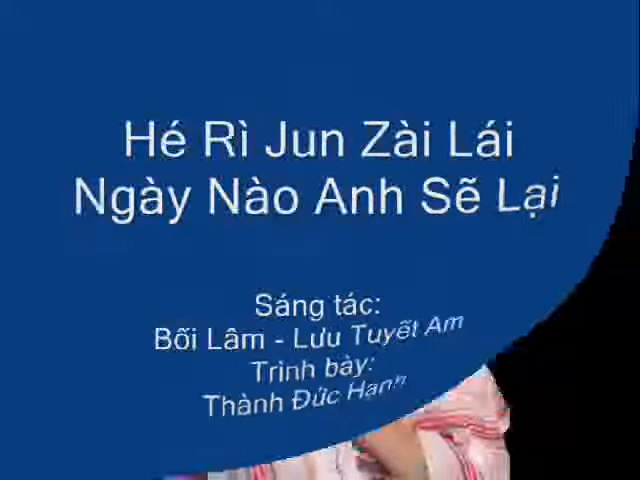 Hé Rì Jun Zài Lái
Ngày Nào Anh Sẽ Lại
Sáng tác:
Bối Lâm - Lưu Tuyết Am
Trình bày:
Thành Đức Hạnh